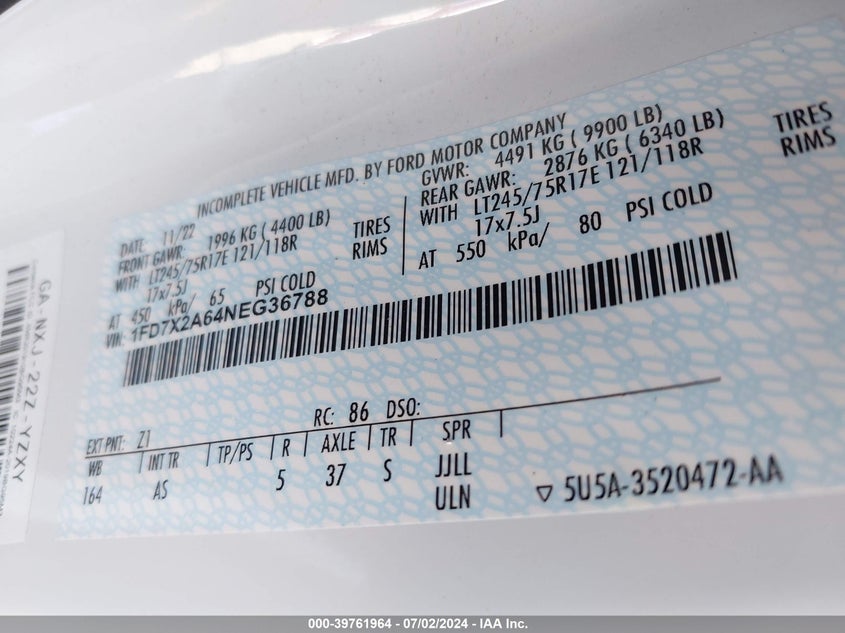 INCOMPLETE VEHICLE MFD. BY FORD MOTOR COMPANY
DATE: 11/22
FRONT GAWR: 1996 KG ( 4400 LB)
WITH LT245/75R17E 121/118R TIRES
17x7.5J RIMS
AT 450 kPa/ 65 PSI COLD
GVWR: 4491 KG ( 9900 LB)
REAR GAWR: 2876 KG ( 6340 LB)
WITH LT245/75R17E 121/118R TIRES
17x7.5J RIMS
AT 550 kPa/ 80 PSI COLD
VIN: 1FD7X2A64NEG36788
EXT PNT: Z1 RC: 86 DSO:
WB INT TR TP/PS R AXLE TR SPR
164 AS 5 37 S JJLL
ULN
▽ 5U5A-3520472-AA
GA-NXJ-22Z YZXY
000-39761964 - 07/02/2024 - IAA Inc.